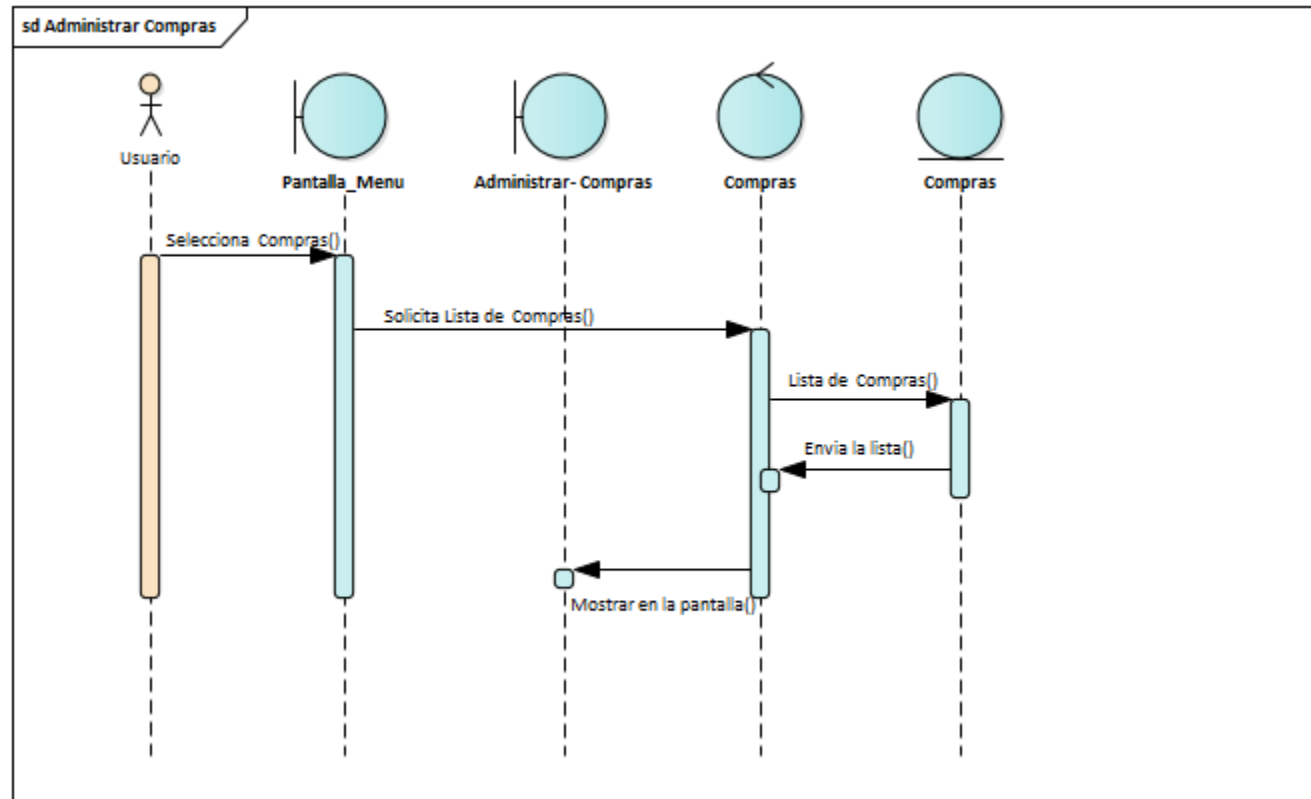 sd Administrar Compras
Usuario
Pantalla_Menu
Administrar- Compras
Compras
Compras
Selecciona Compras()
Solicita Lista de Compras()
Lista de Compras()
Envia la lista()
Mostrar en la pantalla()